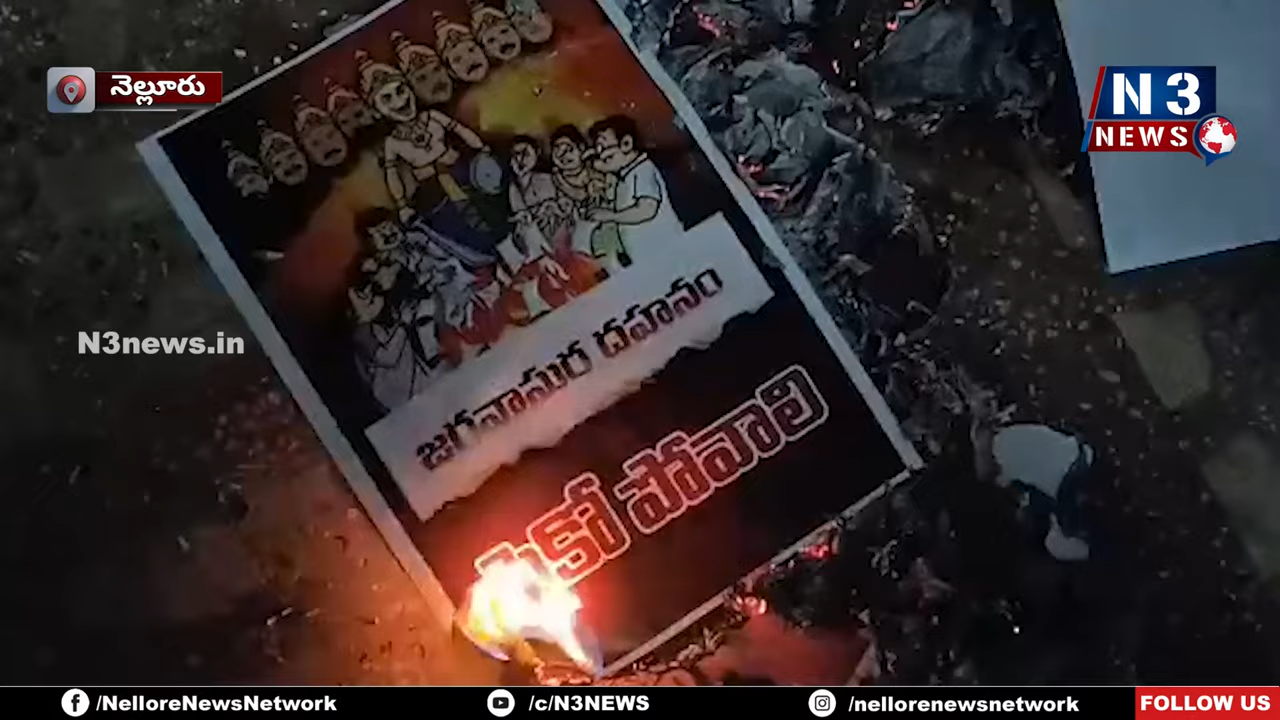 నెల్లూరు
N3
NEWS
N3news.in
జగనాసుర దహనం
పోవాలి
/NelloreNewsNetwork
/c/N3NEWS
/nellorenewsnetwork
FOLLOW US